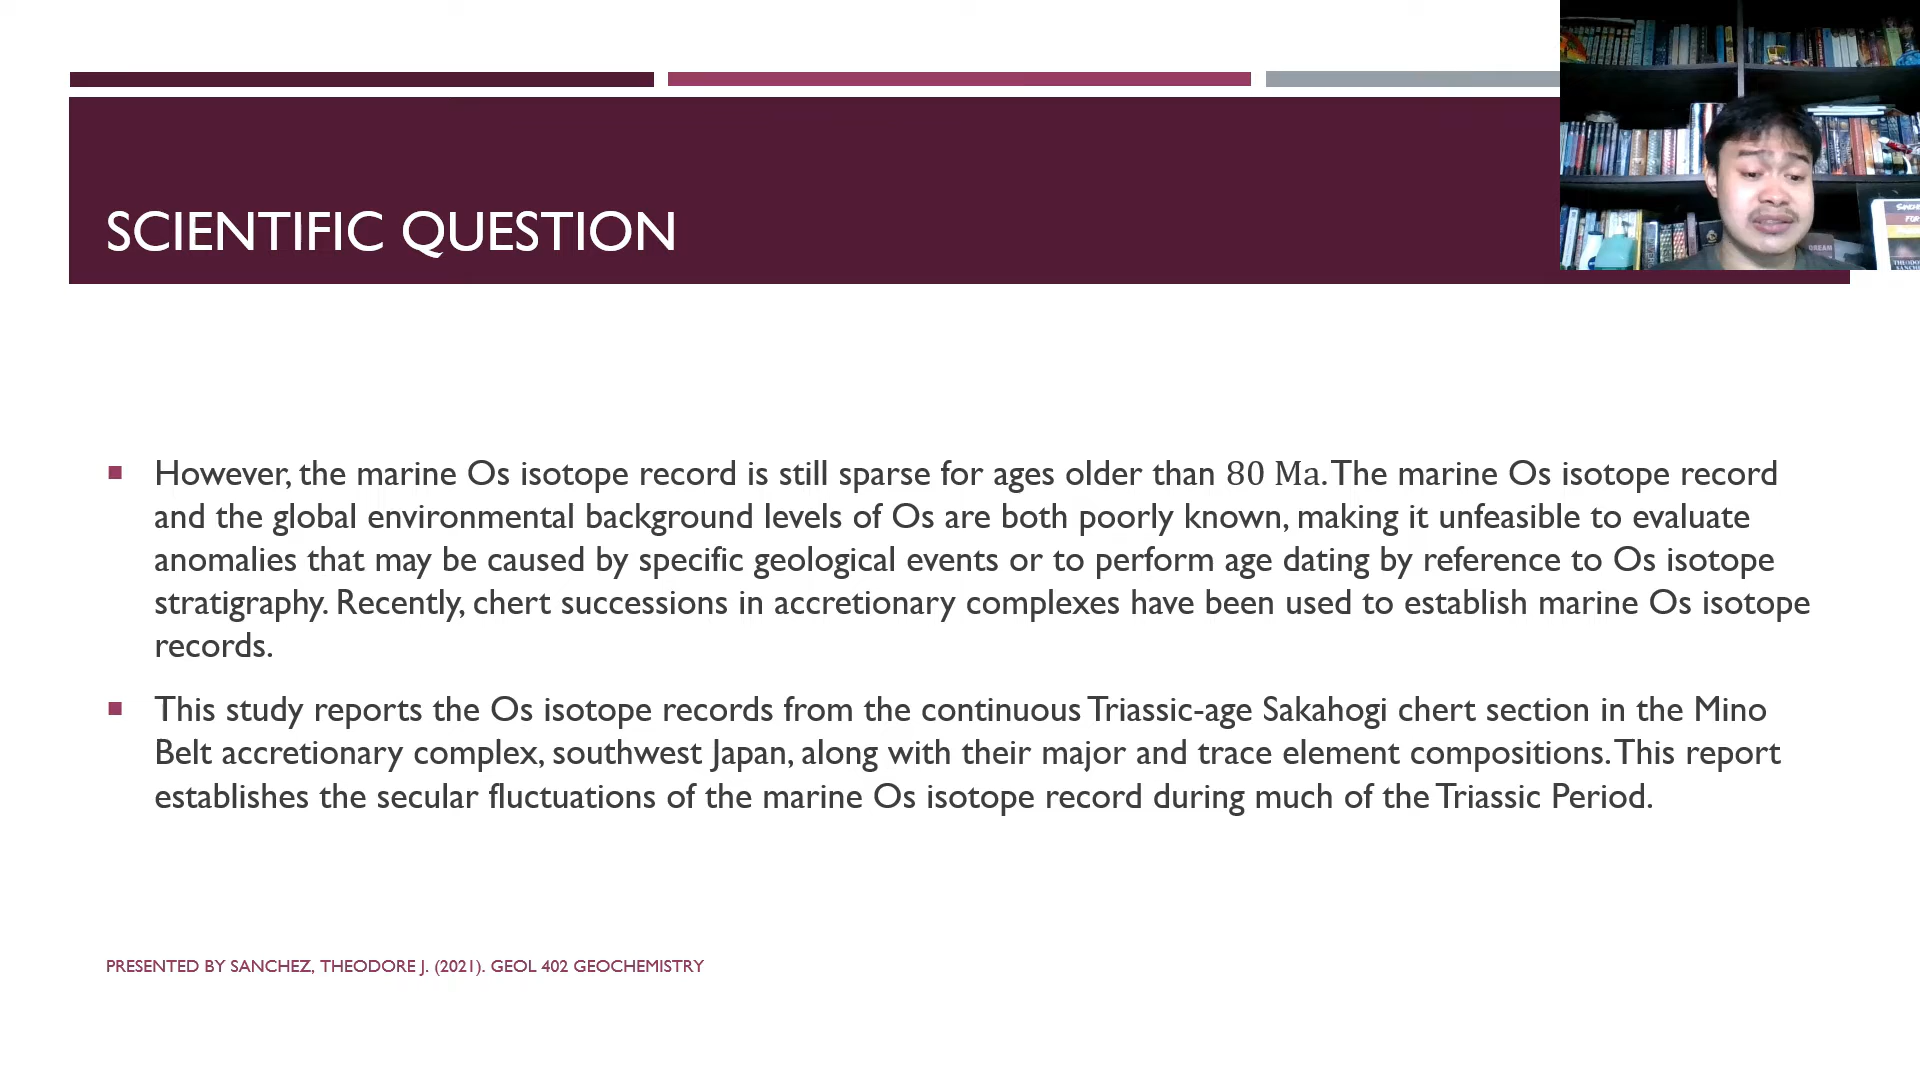 SCIENTIFIC QUESTION
However, the marine Os isotope record is still sparse for ages older than 80 Ma. The marine Os isotope record
and the global environmental background levels of Os are both poorly known, making it unfeasible to evaluate
anomalies that may be caused by specific geological events or to perform age dating by reference to Os isotope
stratigraphy. Recently, chert successions in accretionary complexes have been used to establish marine Os isotope
records.
This study reports the Os isotope records from the continuous Triassic-age Sakahogi chert section in the Mino
Belt accretionary complex, southwest Japan, along with their major and trace element compositions. This report
establishes the secular fluctuations of the marine Os isotope record during much of the Triassic Period.
PRESENTED BY SANCHEZ, THEODORE J. (2021). GEOL 402 GEOCHEMISTRY